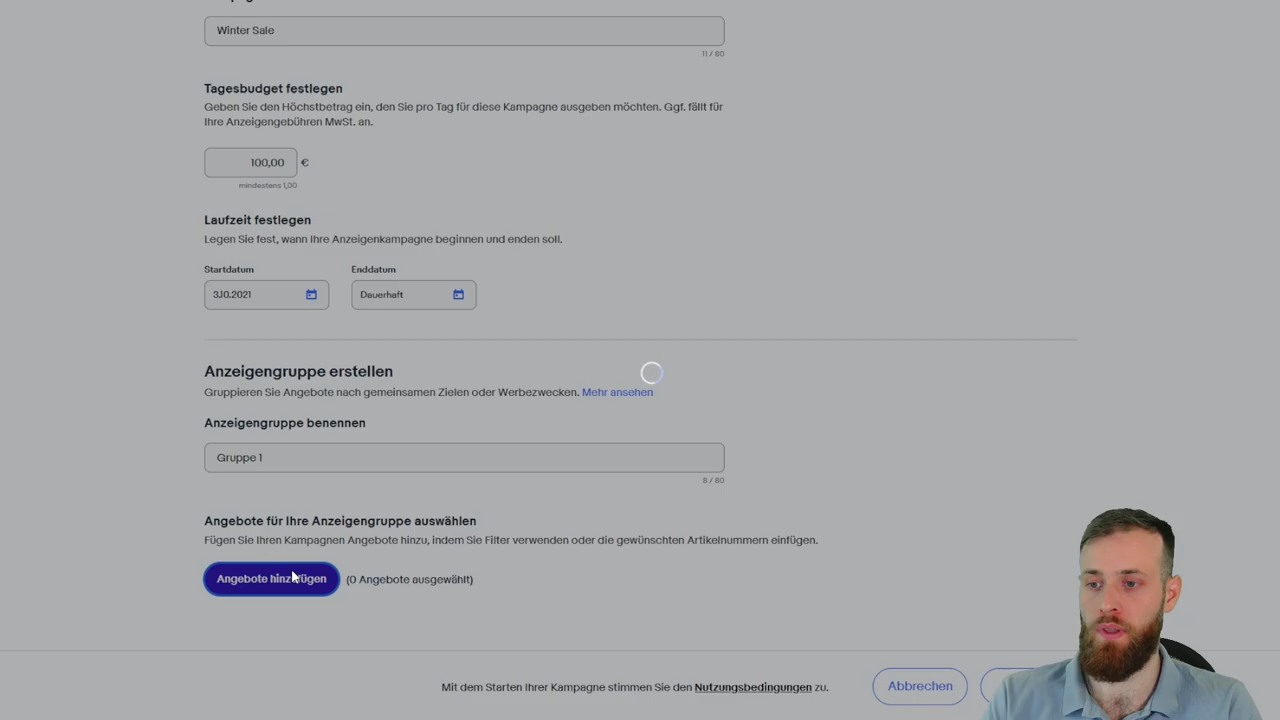 Winter Sale
11 / 80
Tagesbudget festlegen
Geben Sie den Höchstbetrag ein, den Sie pro Tag für diese Kampagne ausgeben möchten. Ggf. fällt für
Ihre Anzeigengebühren MwSt. an.
100,00 €
mindestens 1,00
Laufzeit festlegen
Legen Sie fest, wann Ihre Anzeigenkampagne beginnen und enden soll.
Startdatum Enddatum
3.10.2021 Dauerhaft
Anzeigengruppe erstellen
Gruppieren Sie Angebote nach gemeinsamen Zielen oder Werbezwecken. Mehr ansehen
Anzeigengruppe benennen
Gruppe 1
8 / 80
Angebote für Ihre Anzeigengruppe auswählen
Fügen Sie Ihren Kampagnen Angebote hinzu, indem Sie Filter verwenden oder die gewünschten Artikelnummern einfügen.
Angebote hinzufügen (0 Angebote ausgewählt)
Mit dem Starten Ihrer Kampagne stimmen Sie den Nutzungsbedingungen zu. Abbrechen